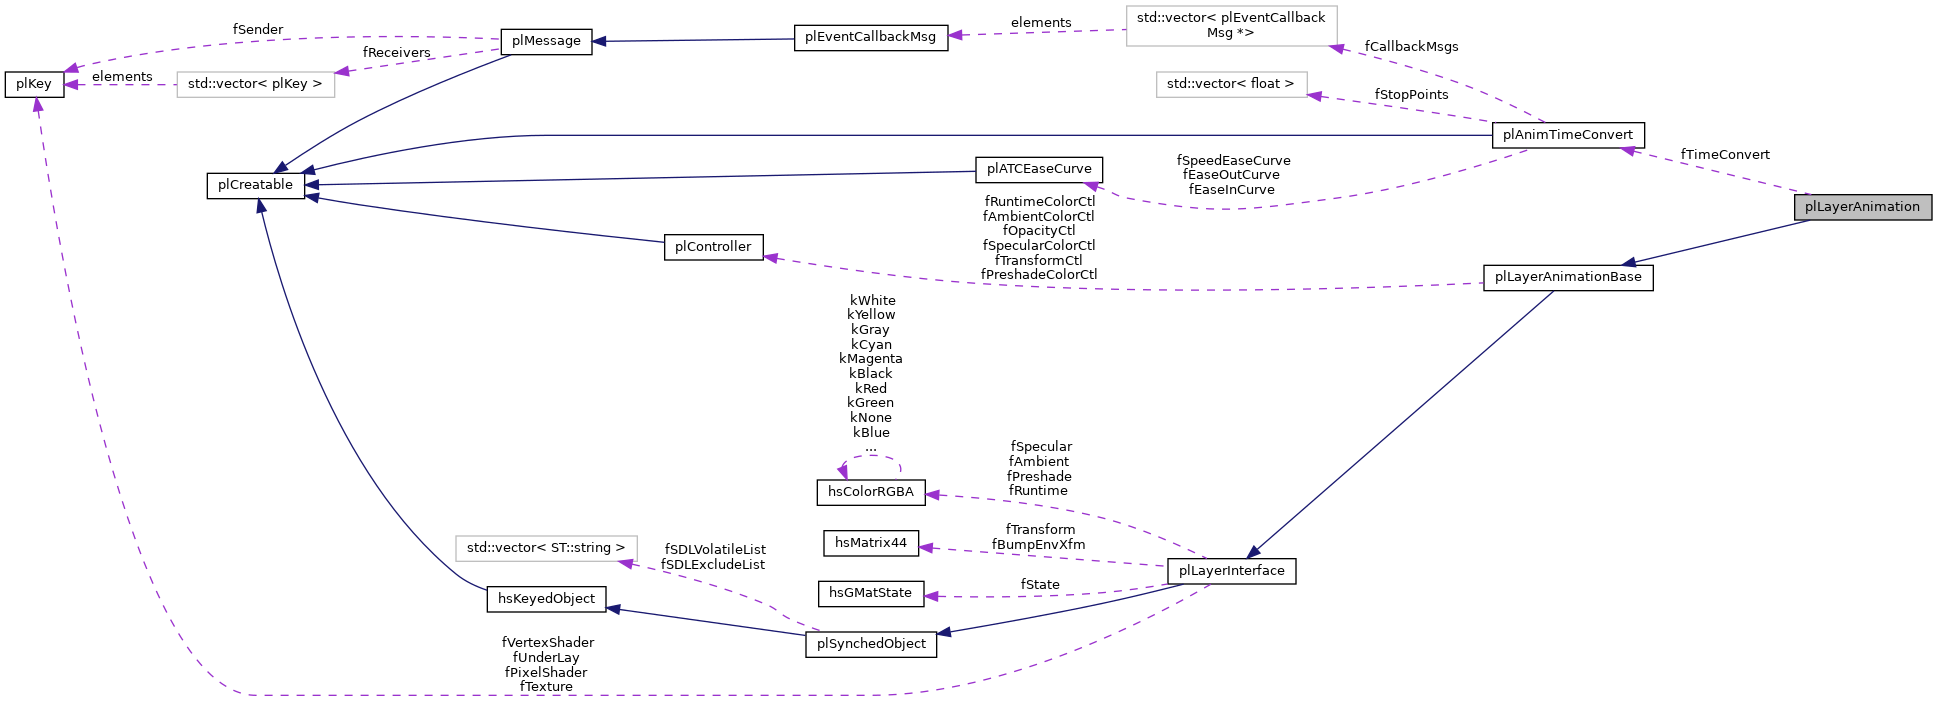 fSender
plMessage
plEventCallbackMsg
elements
std::vector< plEventCallback
Msg *>
fReceivers
fCallbackMsgs
plKey
elements
std::vector< plKey >
std::vector< float >
fStopPoints
plAnimTimeConvert
fTimeConvert
plCreatable
plATCEaseCurve
fSpeedEaseCurve
fEaseOutCurve
fEaseInCurve
plLayerAnimation
fRuntimeColorCtl
fAmbientColorCtl
fOpacityCtl
fSpecularColorCtl
fTransformCtl
fPreshadeColorCtl
plController
plLayerAnimationBase
kWhite
kYellow
kGray
kCyan
kMagenta
kBlack
kRed
kGreen
kNone
kBlue
...
hsColorRGBA
fSpecular
fAmbient
fPreshade
fRuntime
hsMatrix44
fTransform
fBumpEnvXfm
std::vector< ST::string >
fSDLVolatileList
fSDLExcludeList
hsGMatState
fState
plLayerInterface
hsKeyedObject
plSynchedObject
fVertexShader
fUnderLay
fPixelShader
fTexture